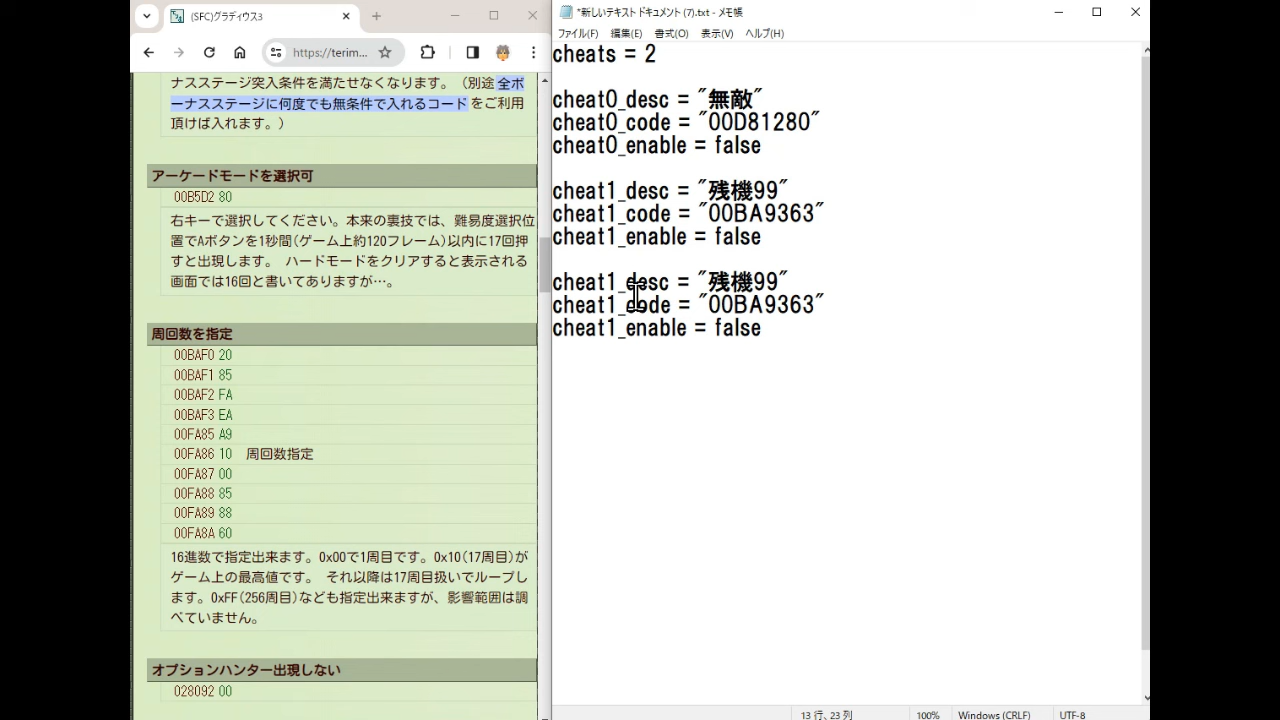 (SFC)グラディウス3
https://terim...
ナスステージ突入条件を満たせなくなります。（別途 全ボ
ーナスステージに何度でも無条件で入れるコード をご利用
頂けば入れます。）
アーケードモードを選択可
00B5D2 80
右キーで選択してください。本来の裏技では、難易度選択位
置でAボタンを1秒間(ゲーム上約120フレーム)以内に17回押
すと出現します。 ハードモードをクリアすると表示される
画面では16回と書いてありますが…。
周回数を指定
00BAF0 20
00BAF1 85
00BAF2 FA
00BAF3 EA
00FA85 A9
00FA86 10 周回数指定
00FA87 00
00FA88 85
00FA89 88
00FA8A 60
16進数で指定出来ます。0x00で1周目です。0x10(17周目)が
ゲーム上の最高値です。 それ以降は17周目扱いでループし
ます。0xFF(256周目)なども指定出来ますが、影響範囲は調
べていません。
オプションハンター出現しない
028092 00
*新しいテキスト ドキュメント (7).txt - メモ帳
ファイル(F) 編集(E) 書式(O) 表示(V) ヘルプ(H)
cheats = 2
cheat0_desc = "無敵"
cheat0_code = "00D81280"
cheat0_enable = false
cheat1_desc = "残機99"
cheat1_code = "00BA9363"
cheat1_enable = false
cheat1_desc = "残機99"
cheat1_code = "00BA9363"
cheat1_enable = false
13 行、23 列 100% Windows (CRLF) UTF-8